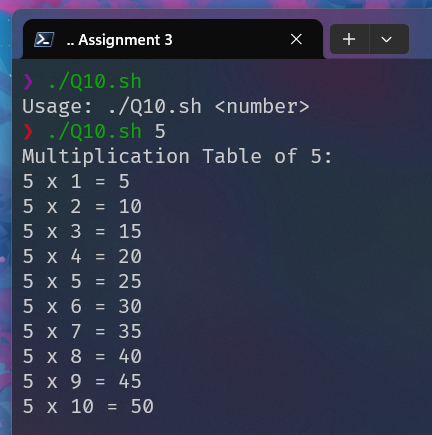 .. Assignment 3
❯ ./Q10.sh
Usage: ./Q10.sh <number>
❯ ./Q10.sh 5
Multiplication Table of 5:
5 x 1 = 5
5 x 2 = 10
5 x 3 = 15
5 x 4 = 20
5 x 5 = 25
5 x 6 = 30
5 x 7 = 35
5 x 8 = 40
5 x 9 = 45
5 x 10 = 50